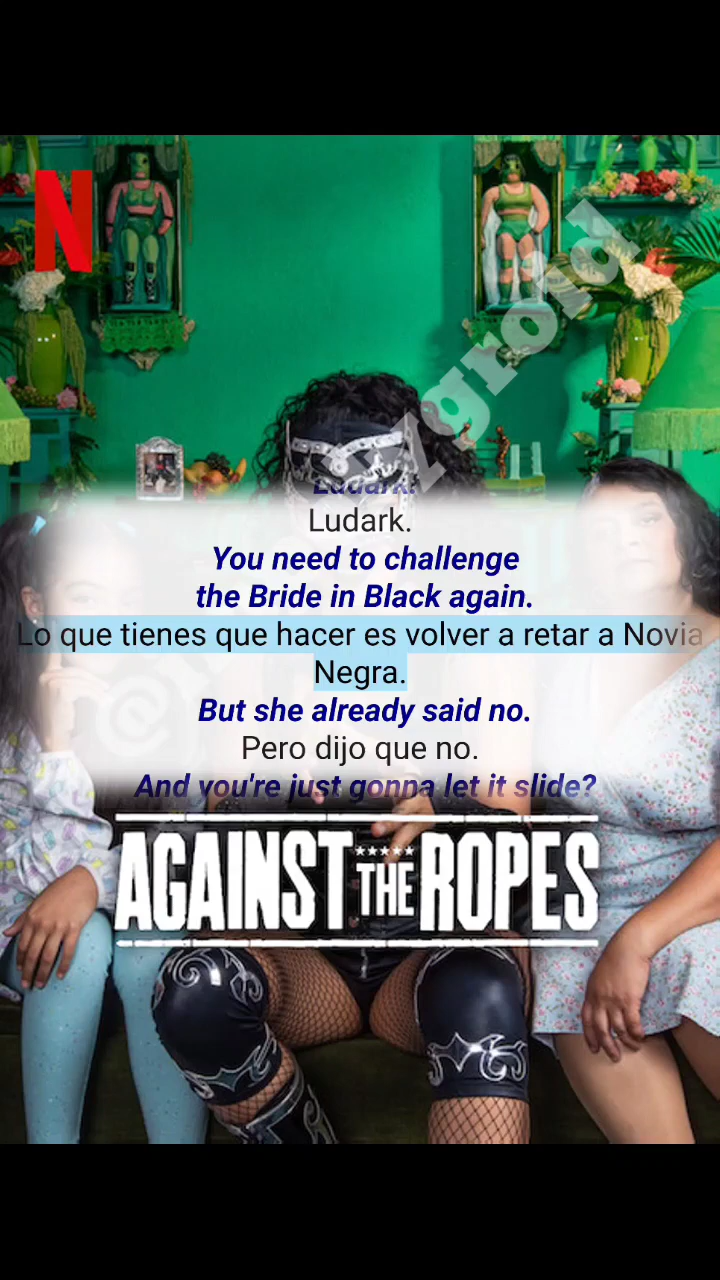 N
Ludark.
Ludark.
You need to challenge
the Bride in Black again.
Lo que tienes que hacer es volver a retar a Novia
Negra.
But she already said no.
Pero dijo que no.
And you're just gonna let it slide?
AGAINST THE ROPES